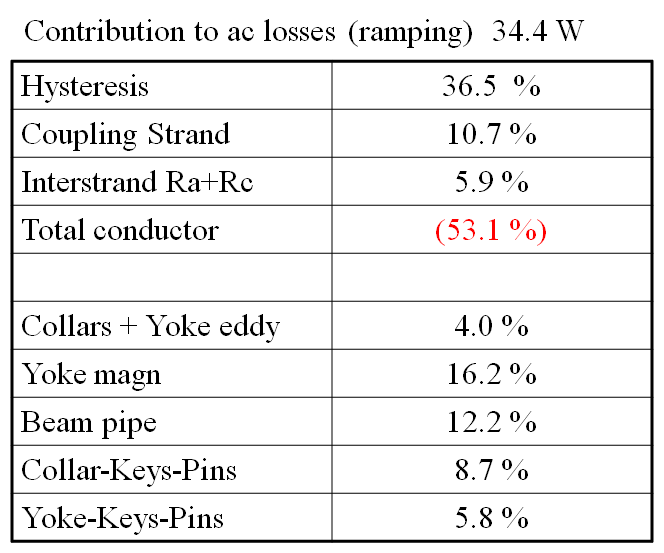 Contribution to ac losses (ramping) 34.4 W
Hysteresis 36.5 %
Coupling Strand 10.7 %
Interstrand Ra+Rc 5.9 %
Total conductor (53.1 %)
Collars + Yoke eddy 4.0 %
Yoke magn 16.2 %
Beam pipe 12.2 %
Collar-Keys-Pins 8.7 %
Yoke-Keys-Pins 5.8 %